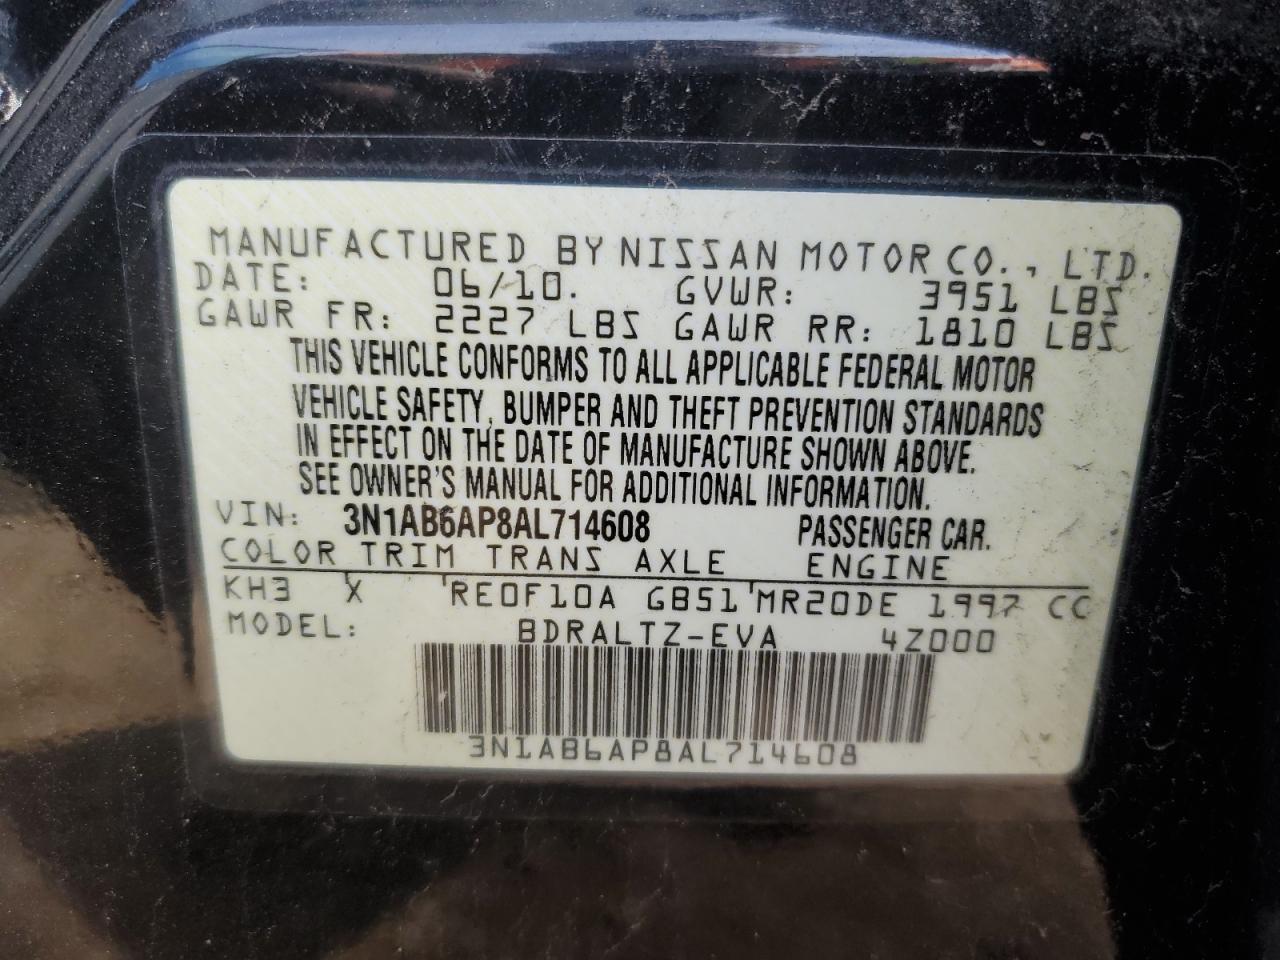 MANUFACTURED BY NISSAN MOTOR CO., LTD.
DATE: 06/10. GVWR: 3951 LBS
GAWR FR: 2227 LBS GAWR RR: 1810 LBS
THIS VEHICLE CONFORMS TO ALL APPLICABLE FEDERAL MOTOR
VEHICLE SAFETY, BUMPER AND THEFT PREVENTION STANDARDS
IN EFFECT ON THE DATE OF MANUFACTURE SHOWN ABOVE.
SEE OWNER'S MANUAL FOR ADDITIONAL INFORMATION.
VIN: 3N1AB6AP8AL714608 PASSENGER CAR.
COLOR TRIM TRANS AXLE ENGINE
KH3 X RE0F10A GB51 MR20DE 1997 CC
MODEL: BDRALTZ-EVA 4Z000
3N1AB6AP8AL714608